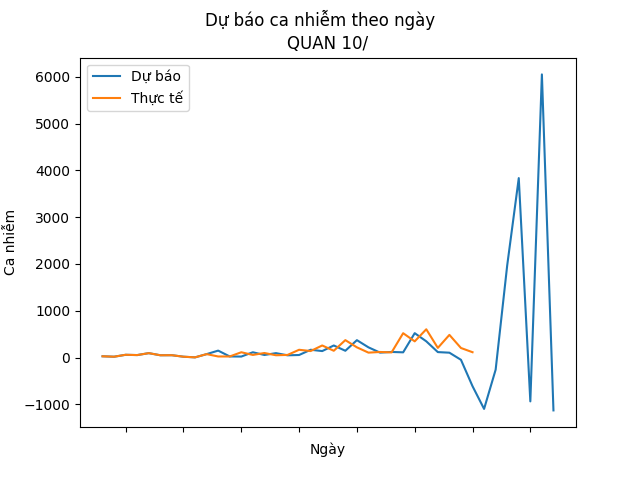 Dự báo ca nhiễm theo ngày
QUAN 10/
Dự báo
Thực tế
6000
5000
4000
3000
2000
1000
0
−1000
Ca nhiễm
Ngày